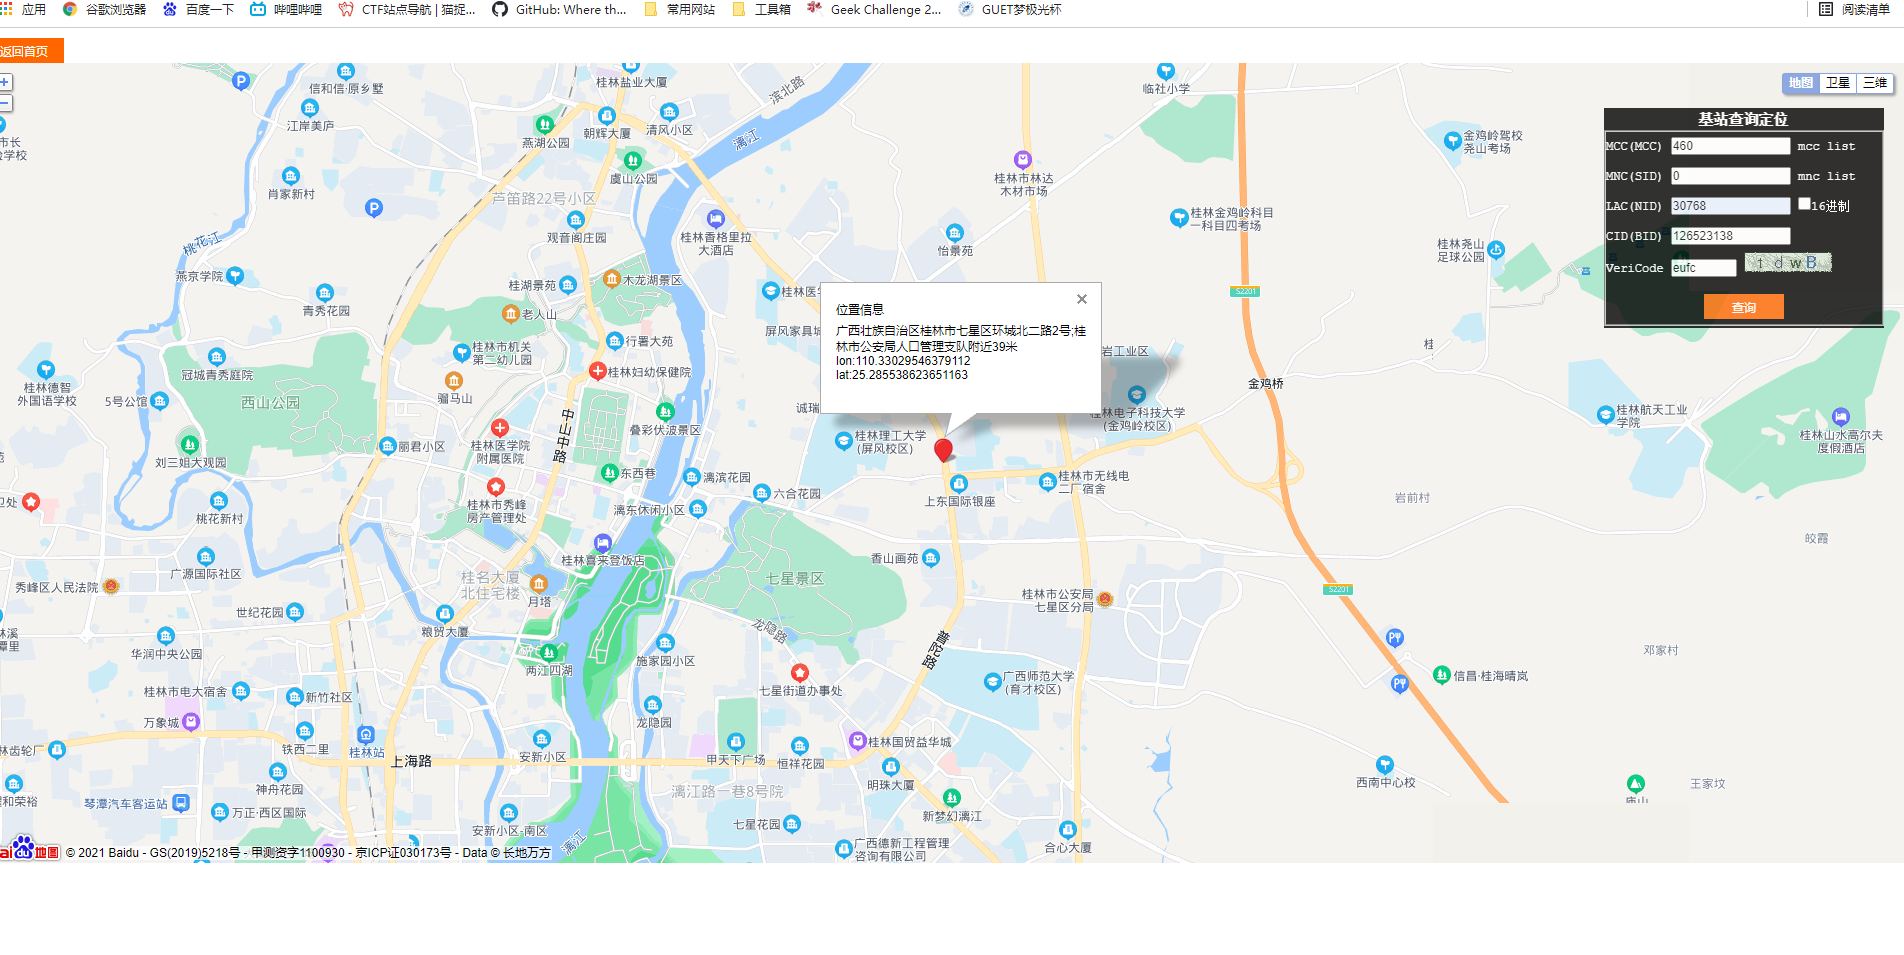 应用 谷歌浏览器 百度一下 哔哩哔哩 CTF站点导航 | 猫捉... GitHub: Where th... 常用网站 工具箱 Geek Challenge 2... GUET梦极光杯 阅读清单
返回首页
地图 卫星 三维
基站查询定位
MCC(MCC) 460 mcc list
MNC(SID) 0 mnc list
LAC(NID) 30768 16进制
CID(BID) 126523138
VeriCode eufc t d w B
查询
位置信息
广西壮族自治区桂林市七星区环城北二路2号;桂
林市公安局人口管理支队附近39米
lon:110.33029546379112
lat:25.285538623651163
桂林盐业大厦
信和信·原乡墅
滨北路
临社小学
江岸美庐
朝辉大厦
清风小区
燕湖公园
漓江
金鸡岭驾校
尧山考场
虞山公园
肖家新村
芦笛路22号小区
桂林市林达
木材市场
桂林金鸡岭科目
一科目四考场
桃花江
观音阁庄园
桂林香格里拉
大酒店
怡景苑
桂林尧山
足球公园
燕京学院
桂湖景苑
木龙湖景区
桂林医
S2201
青秀花园
老人山
屏风家具城
行署大苑
桂林市机关
第二幼儿园
岩工业区
桂
冠城青秀庭院
桂林妇幼保健院
金鸡桥
桂林德智
外国语学校
5号公馆
西山公园
骝马山
中山中路
诚瑞
桂林电子科技大学
(金鸡岭校区)
桂林航天工业
学院
叠彩伏波景区
桂林理工大学
(屏风校区)
桂林山水高尔夫
度假酒店
丽君小区
桂林医学院
附属医院
刘三姐大观园
东西巷
漓滨花园
六合花园
上东国际银座
桂林市无线电
二厂宿舍
岩前村
桃花新村
桂林市秀峰
房产管理处
漓东休闲小区
皎霞
广源国际社区
桂林喜来登饭店
香山画苑
七星景区
秀峰区人民法院
桂名大厦
北住宅楼
月塔
桂林市公安局
七星区分局
S2201
世纪花园
粮贸大厦
龙隐路
普陀路
华润中央公园
两江四湖
施家园小区
邓家村
桂林市电大宿舍
新竹社区
七星街道办事处
广西师范大学
(育才校区)
信昌·桂海晴岚
万象城
龙隐园
铁西二里
桂林站
上海路
安新小区
甲天下广场
恒祥花园
桂林国贸益华城
神舟花园
明珠大厦
西南中心校
王家坟
琴潭汽车客运站
万正·西区国际
漓江路一巷8号院
新梦幻漓江
安新小区-南区
漓江
七星花园
广西德新工程管理
咨询有限公司
合心大厦
© 2021 Baidu - GS(2019)5218号 - 甲测资字1100930 - 京ICP证030173号 - Data © 长地万方